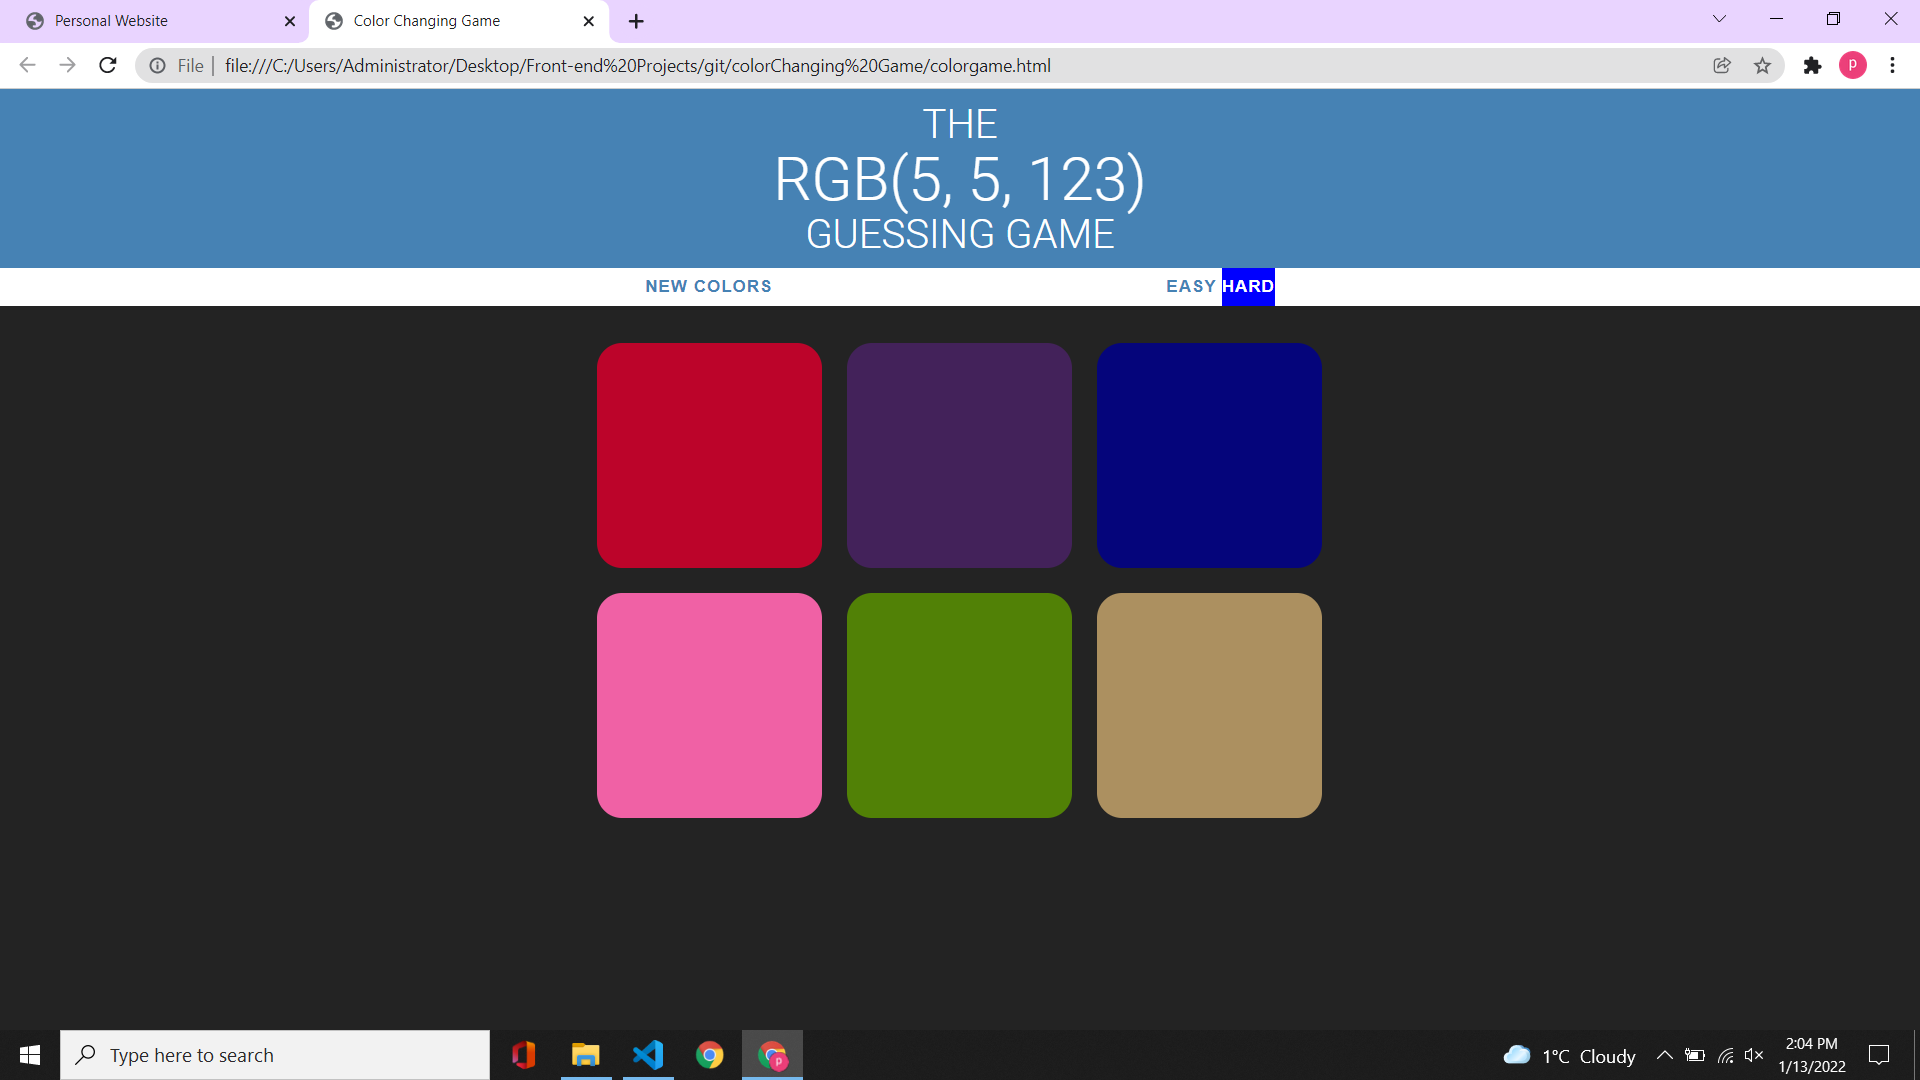 Personal Website
Color Changing Game
File
file:///C:/Users/Administrator/Desktop/Front-end%20Projects/git/colorChanging%20Game/colorgame.html
P
THE
RGB(5, 5, 123)
GUESSING GAME
NEW COLORS
EASY HARD
Type here to search
P
1°C Cloudy
2:04 PM
1/13/2022